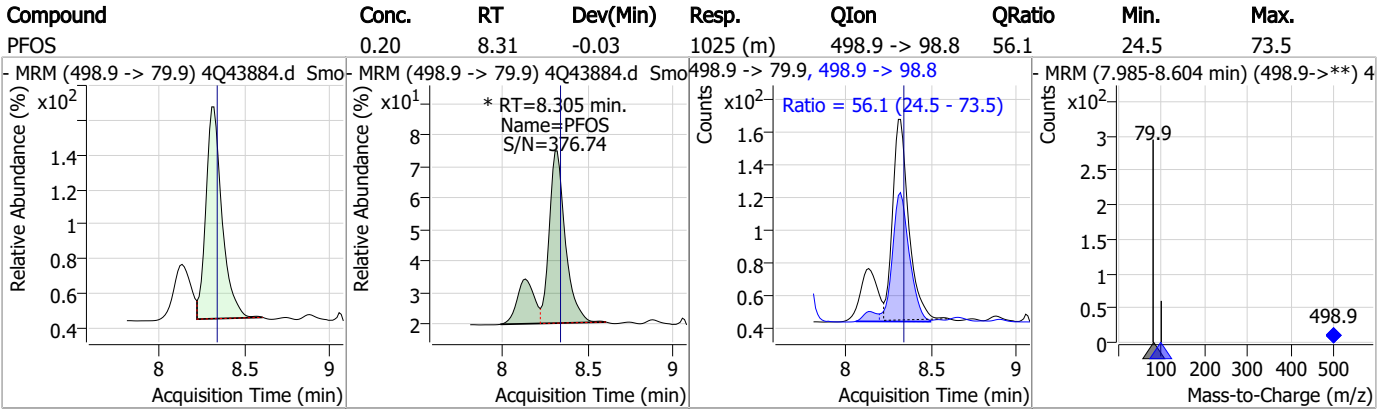 Compound Conc. RT Dev(Min) Resp. QIon QRatio Min. Max.
PFOS 0.20 8.31 -0.03 1025 (m) 498.9 -> 98.8 56.1 24.5 73.5
- MRM (498.9 -> 79.9) 4Q43884.d Smo
Relative Abundance (%)
x10²
1.4
1.2
1
0.8
0.6
0.4
8 8.5 9
Acquisition Time (min)
- MRM (498.9 -> 79.9) 4Q43884.d Smo
Relative Abundance (%)
x10¹
* RT=8.305 min.
Name=PFOS
S/N=376.74
8
7
6
5
4
3
2
8 8.5 9
Acquisition Time (min)
498.9 -> 79.9, 498.9 -> 98.8
Counts
x10²
Ratio = 56.1 (24.5 - 73.5)
1.6
1.4
1.2
1
0.8
0.6
0.4
8 8.5 9
Acquisition Time (min)
- MRM (7.985-8.604 min) (498.9->**) 4
Counts
x10²
79.9
3
2.5
2
1.5
1
0.5
0
498.9
100 200 300 400 500
Mass-to-Charge (m/z)